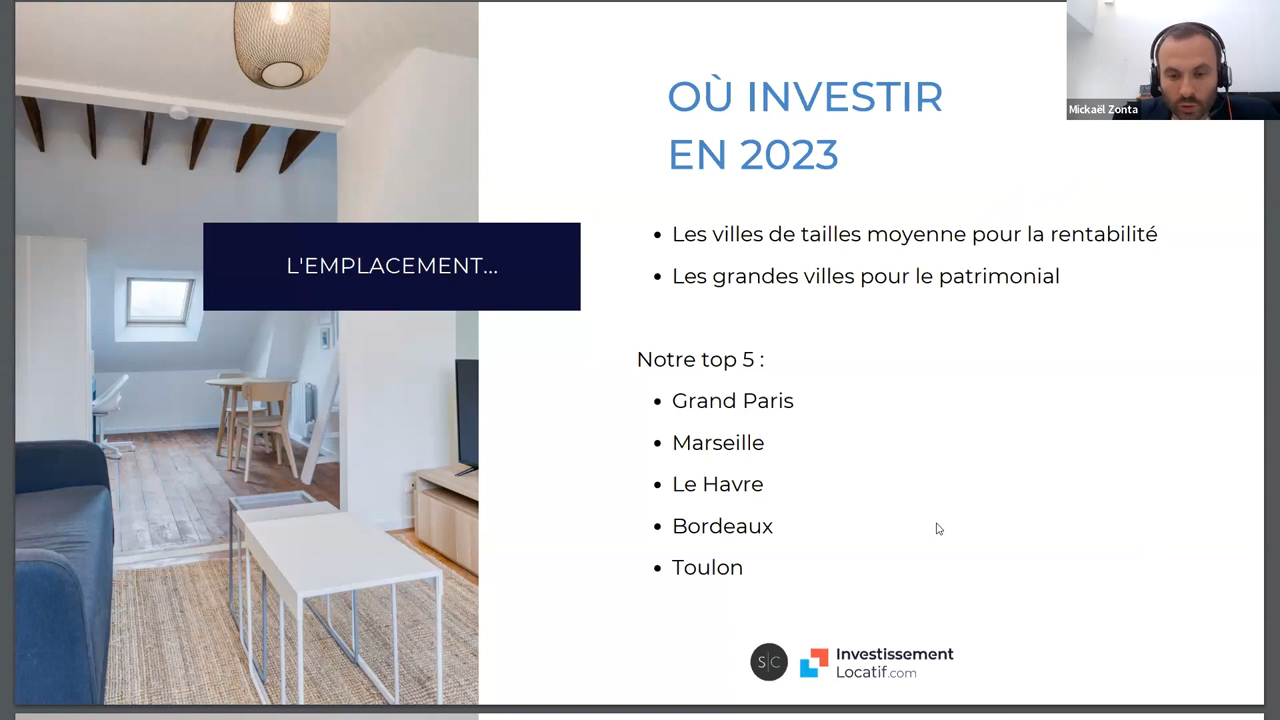 OÙ INVESTIR
EN 2023
Mickaël Zonta
L'EMPLACEMENT...
• Les villes de tailles moyenne pour la rentabilité
• Les grandes villes pour le patrimonial
Notre top 5 :
• Grand Paris
• Marseille
• Le Havre
• Bordeaux
• Toulon
S|C
Investissement
Locatif.com